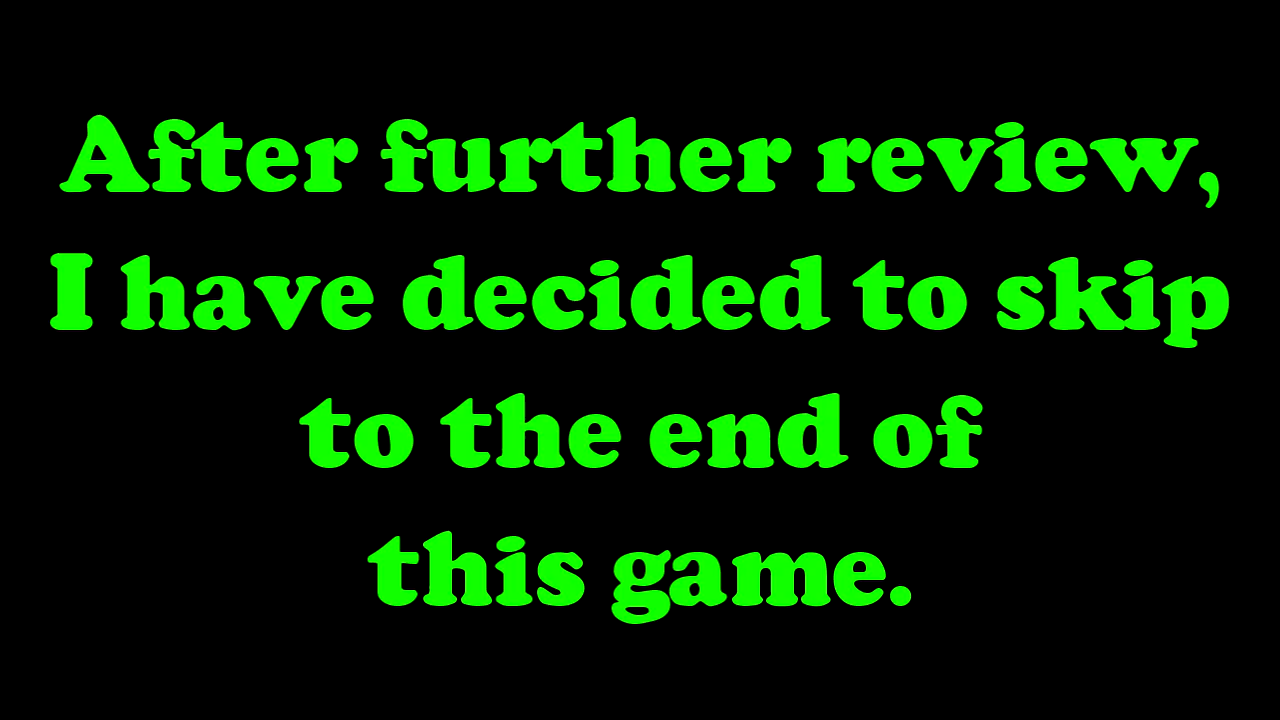 After further review,
I have decided to skip
to the end of
this game.